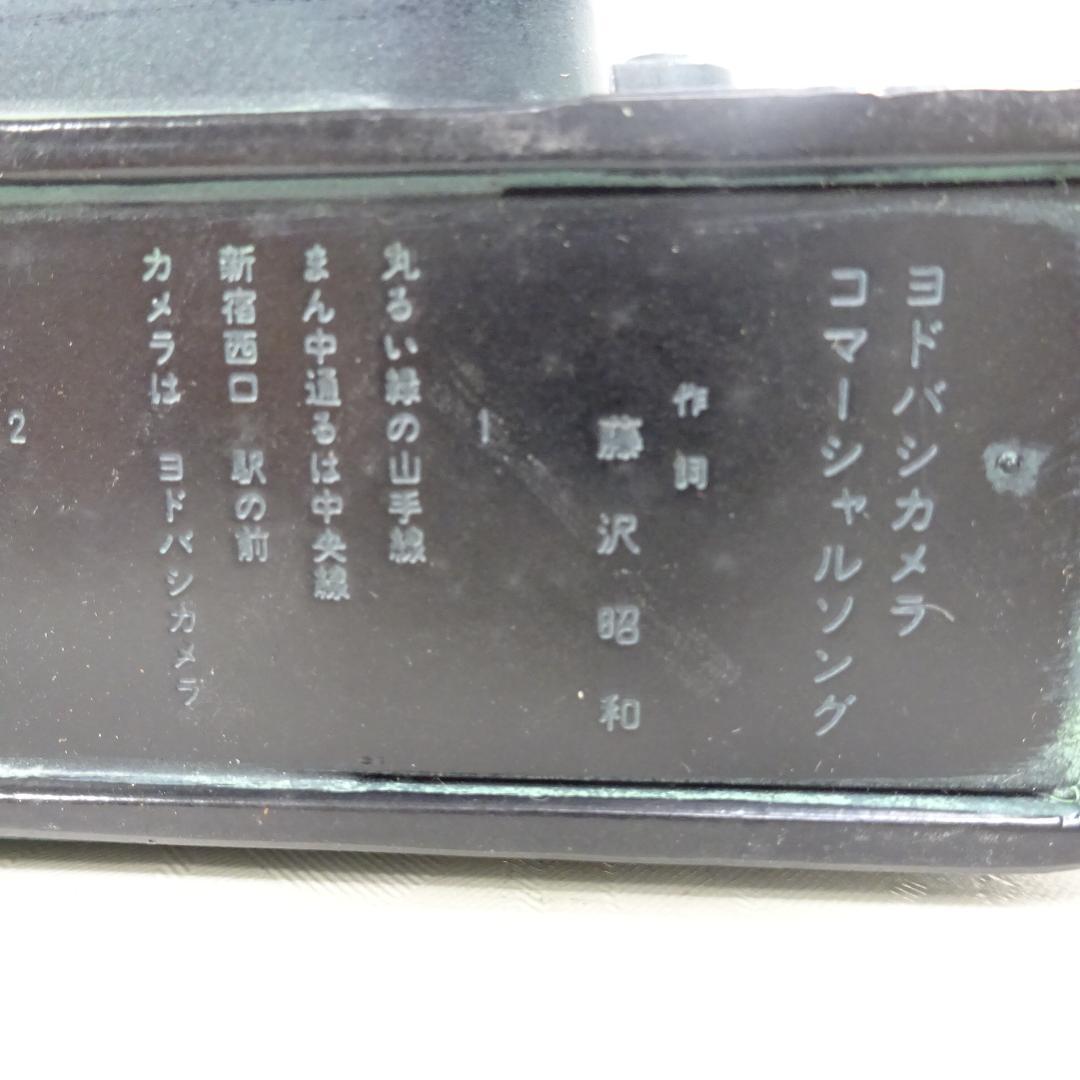 ヨドバシカメラ
コマーシャルソング
作詞
藤沢昭和
1
丸るい緑の山手線
まん中通るは中央線
新宿西口 駅の前
カメラは ヨドバシカメラ
2